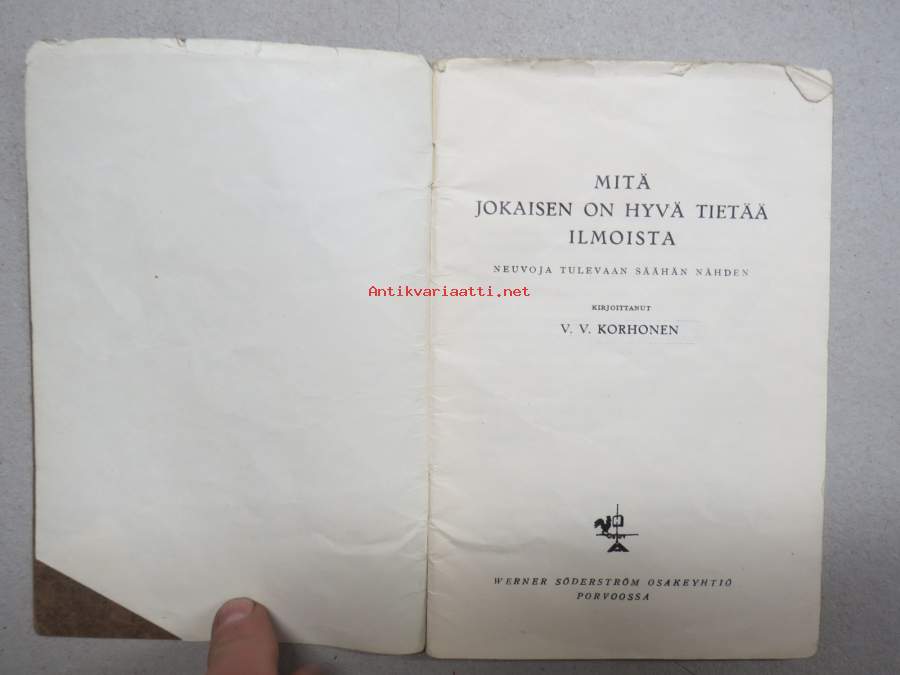 MITÄ
JOKAISEN ON HYVÄ TIETÄÄ
ILMOISTA
NEUVOJA TULEVAAN SÄÄHÄN NÄHDEN
KIRJOITTANUT
V. V. KORHONEN
WERNER SÖDERSTRÖM OSAKEYHTIÖ
PORVOOSSA
Antikvariaatti.net